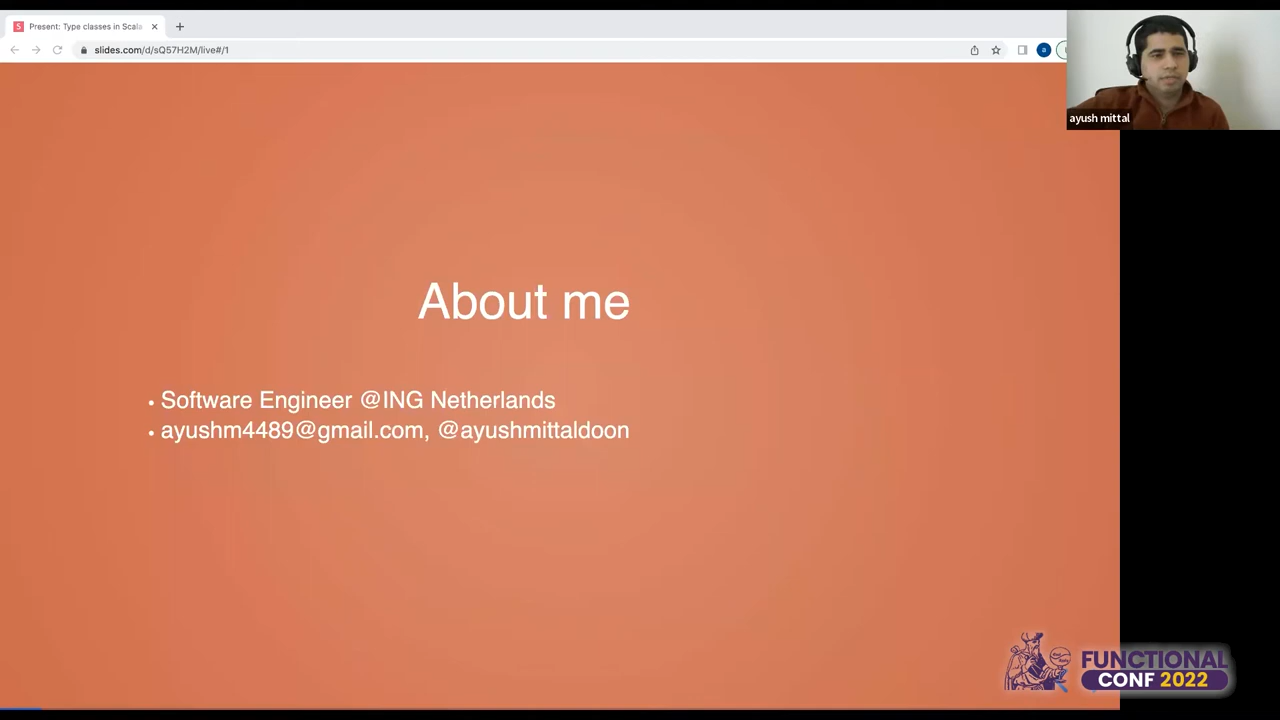 Present: Type classes in Scala
slides.com/d/sQ57H2M/live#/1
a
ayush mittal
About me
• Software Engineer @ING Netherlands
• ayushm4489@gmail.com, @ayushmittaldoon
FUNCTIONAL
CONF 2022